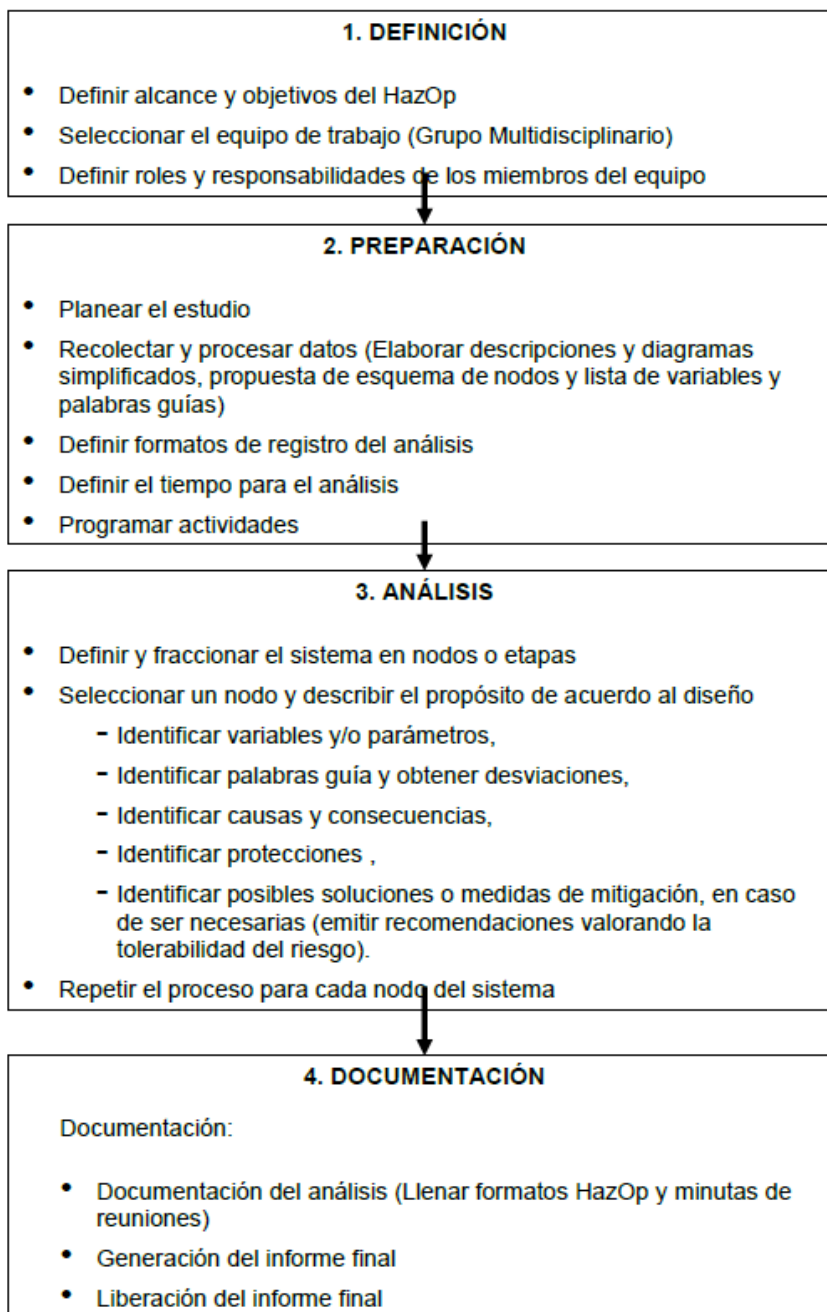 1. DEFINICIÓN
• Definir alcance y objetivos del HazOp
• Seleccionar el equipo de trabajo (Grupo Multidisciplinario)
• Definir roles y responsabilidades de los miembros del equipo
2. PREPARACIÓN
• Planear el estudio
• Recolectar y procesar datos (Elaborar descripciones y diagramas
simplificados, propuesta de esquema de nodos y lista de variables y
palabras guías)
• Definir formatos de registro del análisis
• Definir el tiempo para el análisis
• Programar actividades
3. ANÁLISIS
• Definir y fraccionar el sistema en nodos o etapas
• Seleccionar un nodo y describir el propósito de acuerdo al diseño
- Identificar variables y/o parámetros,
- Identificar palabras guía y obtener desviaciones,
- Identificar causas y consecuencias,
- Identificar protecciones ,
- Identificar posibles soluciones o medidas de mitigación, en caso
de ser necesarias (emitir recomendaciones valorando la
tolerabilidad del riesgo).
• Repetir el proceso para cada nodo del sistema
4. DOCUMENTACIÓN
Documentación:
• Documentación del análisis (Llenar formatos HazOp y minutas de
reuniones)
• Generación del informe final
• Liberación del informe final